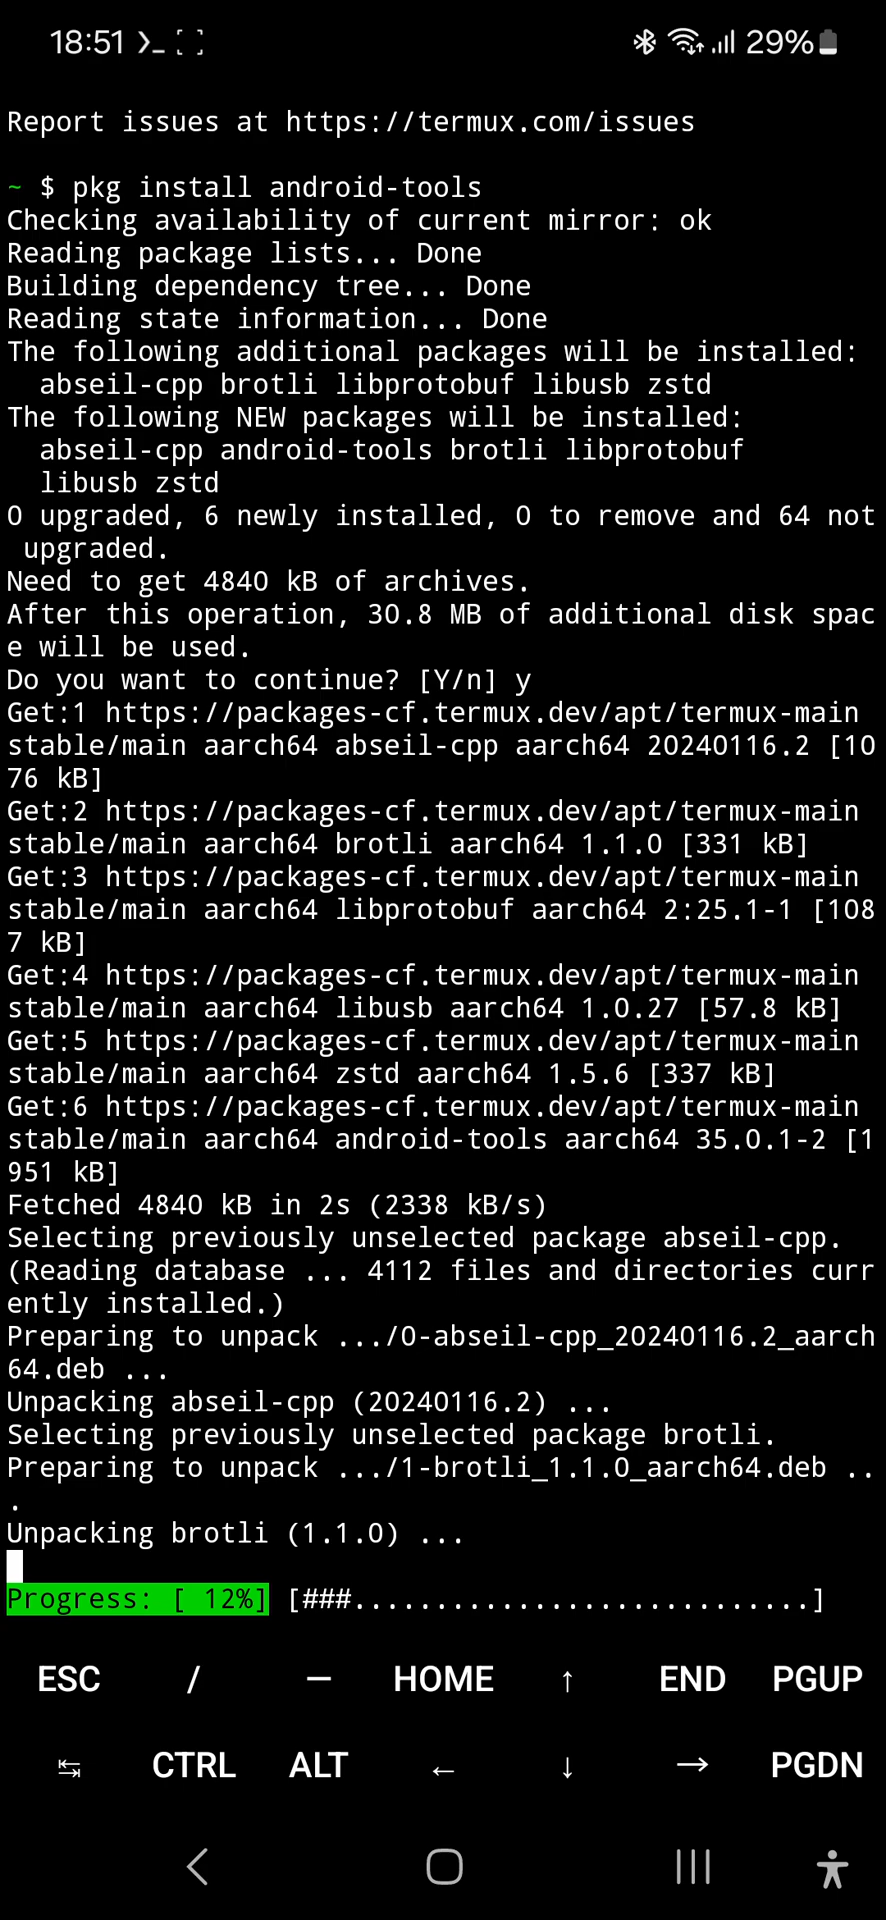 18:51 29%
Report issues at https://termux.com/issues
~ $ pkg install android-tools
Checking availability of current mirror: ok
Reading package lists... Done
Building dependency tree... Done
Reading state information... Done
The following additional packages will be installed:
  abseil-cpp brotli libprotobuf libusb zstd
The following NEW packages will be installed:
  abseil-cpp android-tools brotli libprotobuf
  libusb zstd
0 upgraded, 6 newly installed, 0 to remove and 64 not
 upgraded.
Need to get 4840 kB of archives.
After this operation, 30.8 MB of additional disk spac
e will be used.
Do you want to continue? [Y/n] y
Get:1 https://packages-cf.termux.dev/apt/termux-main
stable/main aarch64 abseil-cpp aarch64 20240116.2 [10
76 kB]
Get:2 https://packages-cf.termux.dev/apt/termux-main
stable/main aarch64 brotli aarch64 1.1.0 [331 kB]
Get:3 https://packages-cf.termux.dev/apt/termux-main
stable/main aarch64 libprotobuf aarch64 2:25.1-1 [108
7 kB]
Get:4 https://packages-cf.termux.dev/apt/termux-main
stable/main aarch64 libusb aarch64 1.0.27 [57.8 kB]
Get:5 https://packages-cf.termux.dev/apt/termux-main
stable/main aarch64 zstd aarch64 1.5.6 [337 kB]
Get:6 https://packages-cf.termux.dev/apt/termux-main
stable/main aarch64 android-tools aarch64 35.0.1-2 [1
951 kB]
Fetched 4840 kB in 2s (2338 kB/s)
Selecting previously unselected package abseil-cpp.
(Reading database ... 4112 files and directories curr
ently installed.)
Preparing to unpack .../0-abseil-cpp_20240116.2_aarch
64.deb ...
Unpacking abseil-cpp (20240116.2) ...
Selecting previously unselected package brotli.
Preparing to unpack .../1-brotli_1.1.0_aarch64.deb ..
.
Unpacking brotli (1.1.0) ...
Progress: [ 12%] [###............................]
ESC / — HOME ↑ END PGUP
↹ CTRL ALT ← ↓ → PGDN